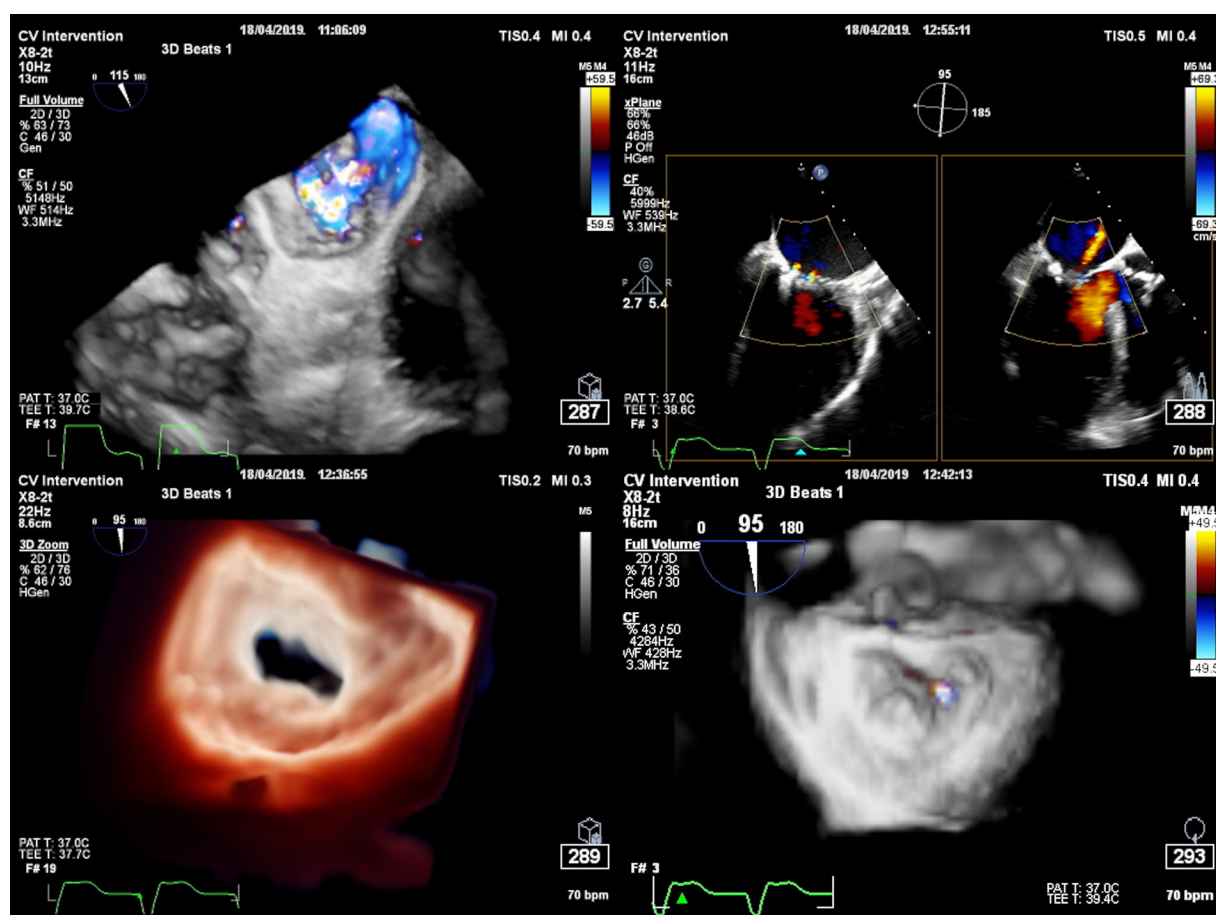 18/04/2019. 11:06:09
CV Intervention
3D Beats 1
TIS0.4 MI 0.4
X8-2t
10Hz
13cm
0 115 180
M5 M4
+59.5
Full Volume
2D / 3D
% 63 / 73
C 46 / 30
Gen
CF
% 51 / 50
5148Hz
WF 514Hz
3.3MHz
-59.5
PAT T: 37.0C
TEE T: 39.7C
F# 13
287
70 bpm
18/04/2019. 12:55:11
CV Intervention
TIS0.5 MI 0.4
X8-2t
11Hz
16cm
95
185
M5 M4
xPlane
66%
66%
46dB
P Off
HGen
CF
40%
5999Hz
WF 539Hz
3.3MHz
P
cm/s
G
P R
2.7 5.4
PAT T: 37.0C
TEE T: 38.6C
F# 3
288
70 bpm
18/04/2019. 12:36:55
CV Intervention
3D Beats 1
TIS0.2 MI 0.3
X8-2t
22Hz
8.6cm
0 95 180
M5
3D Zoom
2D / 3D
% 62 / 76
C 46 / 30
HGen
PAT T: 37.0C
TEE T: 37.7C
F# 19
289
70 bpm
18/04/2019 12:42:13
CV Intervention
3D Beats 1
TIS0.4 MI 0.4
X8-2t
8Hz
16cm
0 95 180
Full Volume
2D / 3D
% 71 / 36
C 46 / 30
HGen
CF
% 43 / 50
4284Hz
WF 428Hz
3.3MHz
F# 3
PAT T: 37.0C
TEE T: 39.4C
293
70 bpm